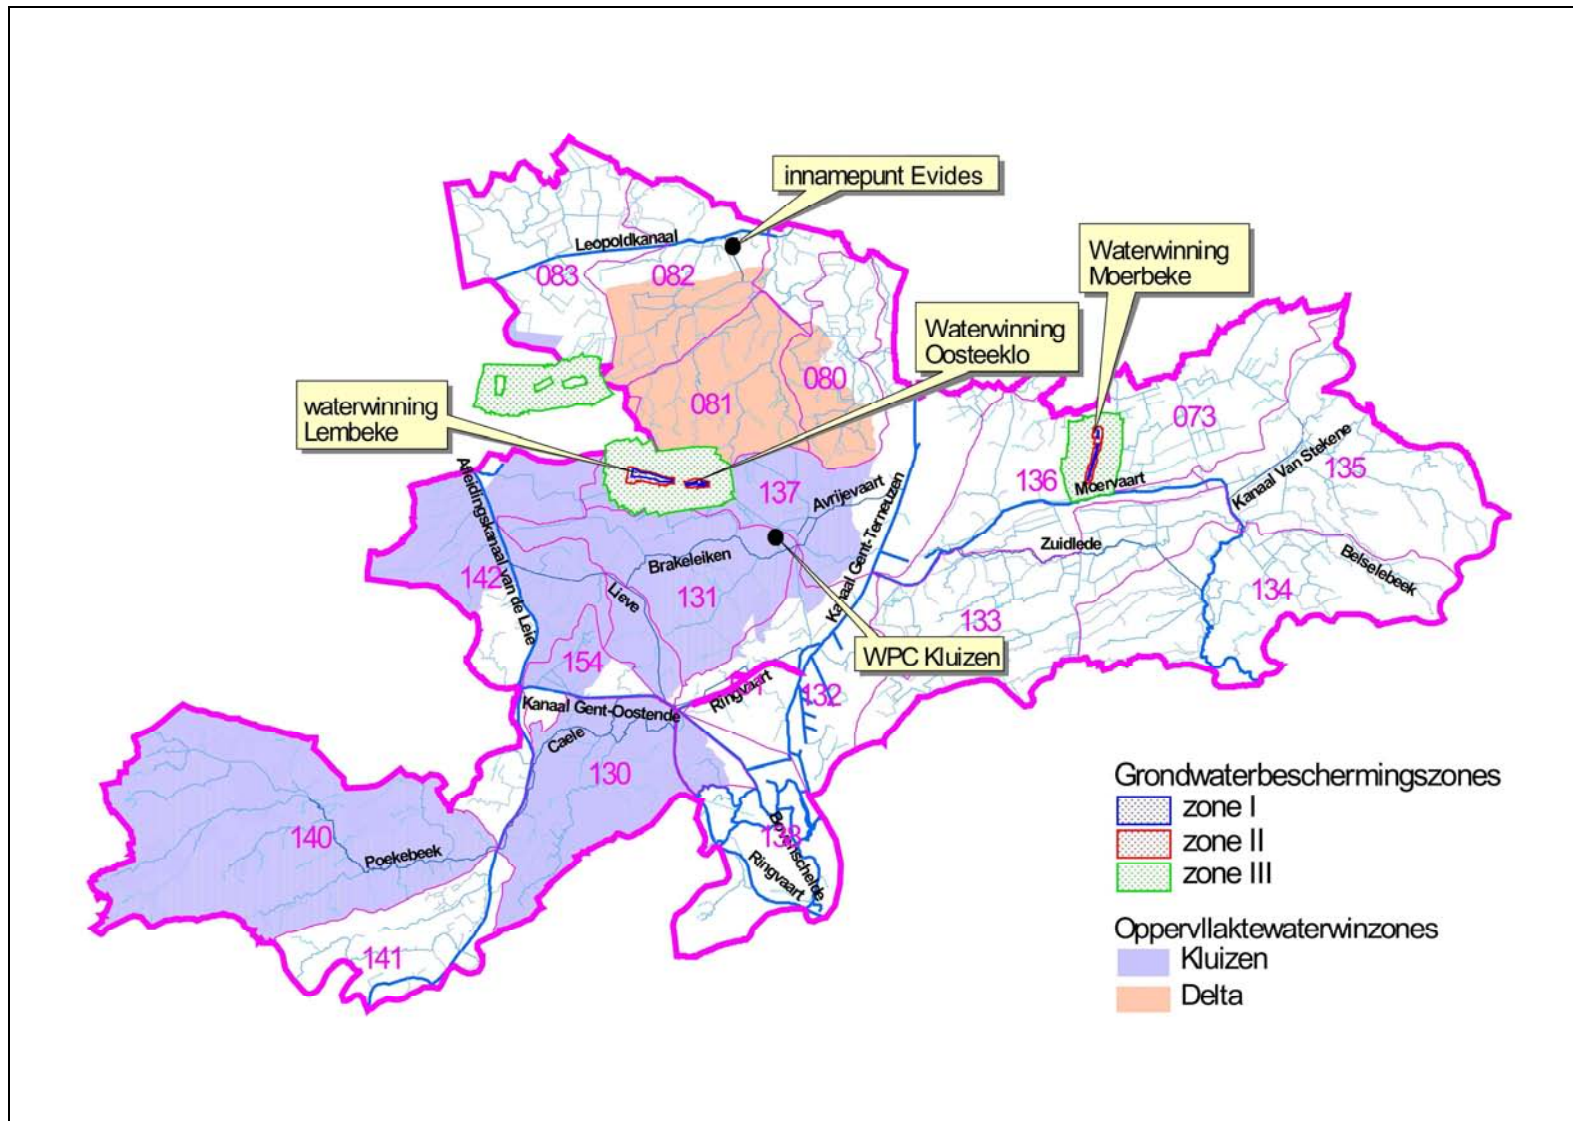 innamepunt Evides
Leopoldkanaal
083
082
Waterwinning
Moerbeke
Waterwinning
Oosteeklo
080
081
073
waterwinning
Lembeke
136
Moervaart
Kanaal Van Stekene
135
137
Avrijevaart
Afleidingskanaal van de Leie
Kanaal Gent-Terneuzen
Brakeleiken
Zuidlede
Belselebeek
142
Lieve
131
134
133
154
WPC Kluizen
Ringvaart
132
Kanaal Gent-Oostende
Caele
130
140
Poekebeek
138
Bovenschelde
Ringvaart
141
Grondwaterbeschermingszones
zone I
zone II
zone III
Oppervllaktewaterwinzones
Kluizen
Delta